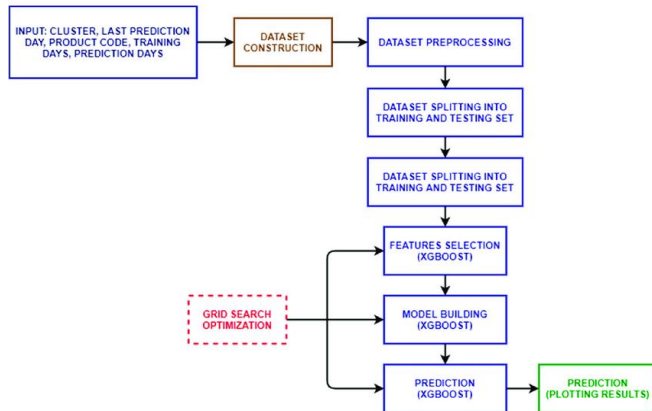 INPUT: CLUSTER, LAST PREDICTION
DAY, PRODUCT CODE, TRAINING
DAYS, PREDICTION DAYS
DATASET
CONSTRUCTION
DATASET PREPROCESSING
DATASET SPLITTING INTO
TRAINING AND TESTING SET
DATASET SPLITTING INTO
TRAINING AND TESTING SET
FEATURES SELECTION
(XGBOOST)
GRID SEARCH
OPTIMIZATION
MODEL BUILDING
(XGBOOST)
PREDICTION
(XGBOOST)
PREDICTION
(PLOTTING RESULTS)